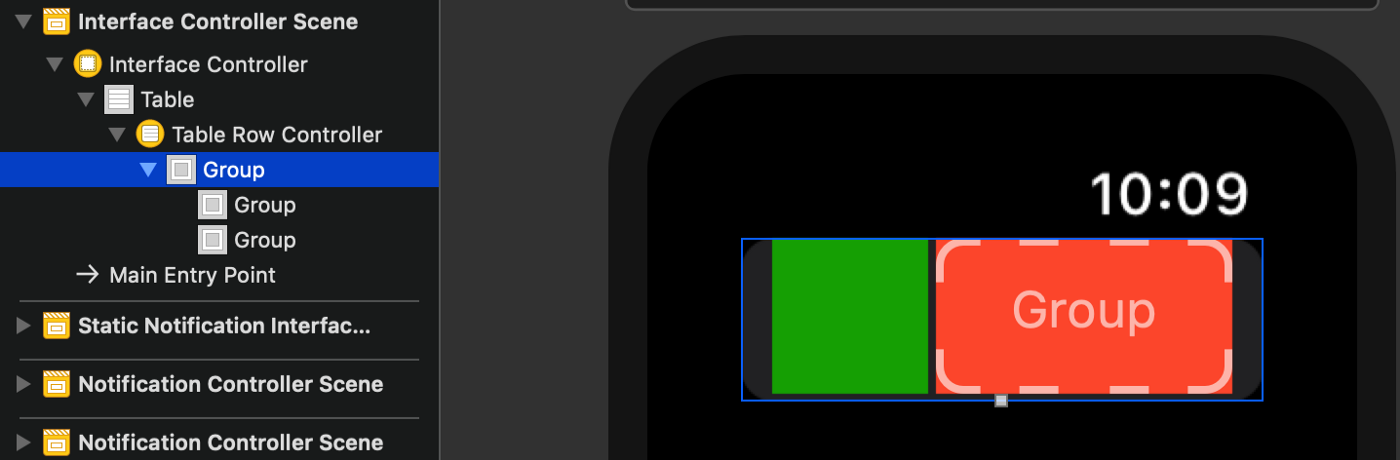 Interface Controller Scene
Interface Controller
Table
Table Row Controller
Group
Group
Group
Main Entry Point
Static Notification Interfac...
Notification Controller Scene
Notification Controller Scene
10:09
Group